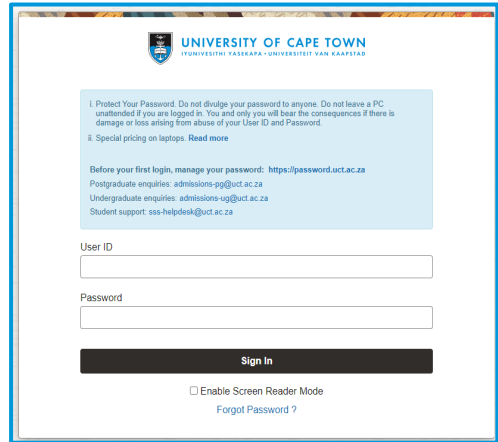 UNIVERSITY OF CAPE TOWN
IYUNIVESITHI YASEKAPA • UNIVERSITEIT VAN KAAPSTAD
i. Protect Your Password. Do not divulge your password to anyone. Do not leave a PC
unattended if you are logged in. You and only you will bear the consequences if there is
damage or loss arising from abuse of your User ID and Password.
ii. Special pricing on laptops. Read more
Before your first login, manage your password: https://password.uct.ac.za
Postgraduate enquiries: admissions-pg@uct.ac.za
Undergraduate enquiries: admissions-ug@uct.ac.za
Student support: sss-helpdesk@uct.ac.za
User ID
Password
Sign In
Enable Screen Reader Mode
Forgot Password ?